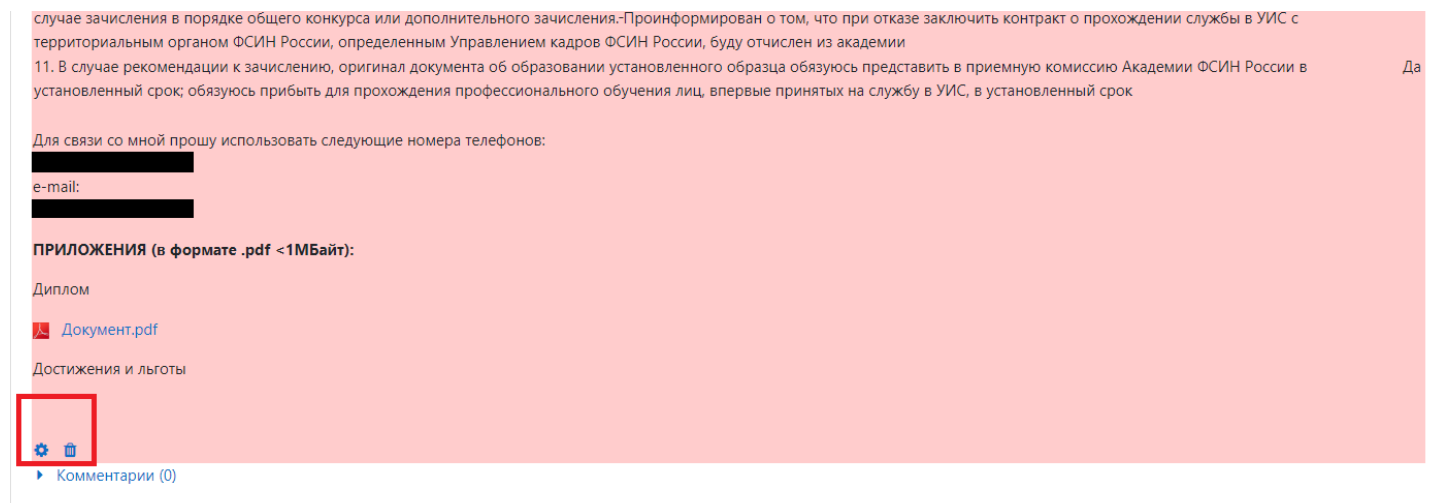 случае зачисления в порядке общего конкурса или дополнительного зачисления.-Проинформирован о том, что при отказе заключить контракт о прохождении службы в УИС с
территориальным органом ФСИН России, определенным Управлением кадров ФСИН России, буду отчислен из академии
11. В случае рекомендации к зачислению, оригинал документа об образовании установленного образца обязуюсь представить в приемную комиссию Академии ФСИН России в Да
установленный срок; обязуюсь прибыть для прохождения профессионального обучения лиц, впервые принятых на службу в УИС, в установленный срок
Для связи со мной прошу использовать следующие номера телефонов:
e-mail:
ПРИЛОЖЕНИЯ (в формате .pdf <1МБайт):
Диплом
Документ.pdf
Достижения и льготы
Комментарии (0)